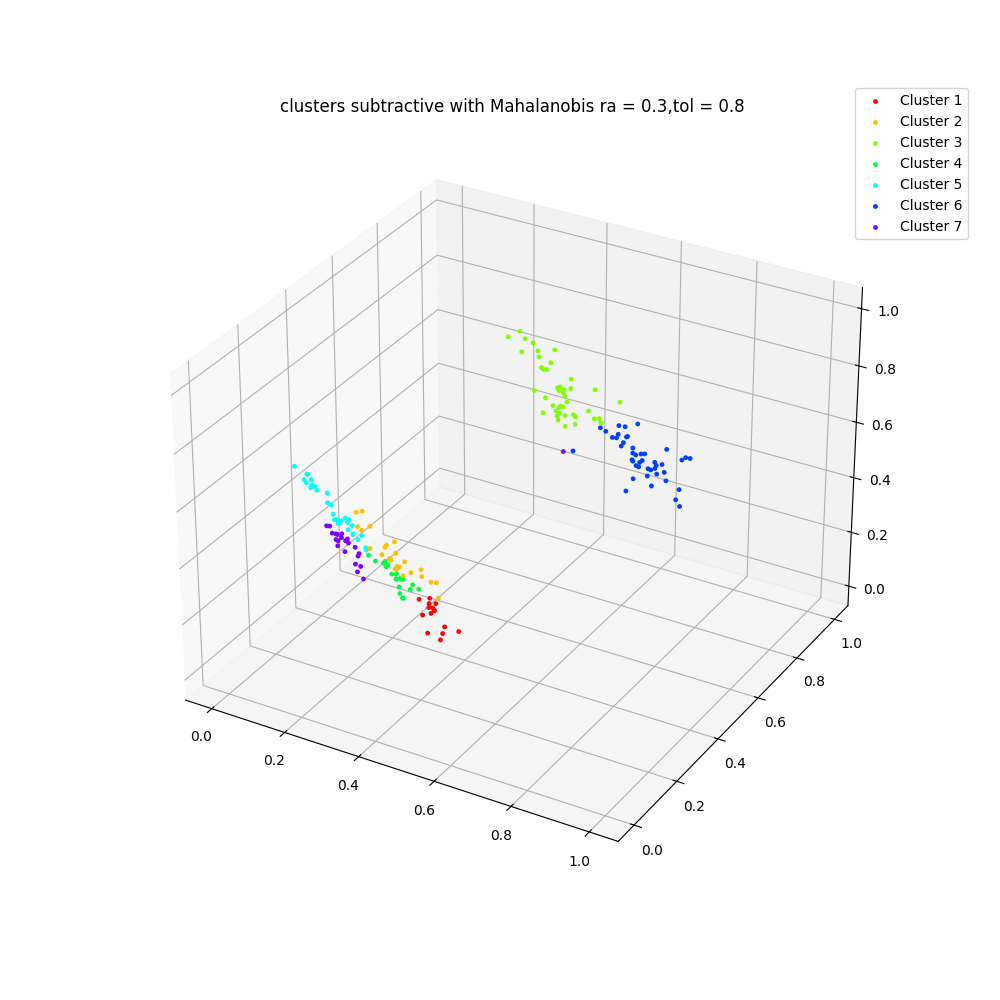 clusters subtractive with Mahalanobis ra = 0.3,tol = 0.8
Cluster 1
Cluster 2
Cluster 3
Cluster 4
Cluster 5
Cluster 6
Cluster 7
1.0
0.8
0.6
0.4
0.2
0.0
1.0
0.8
0.6
0.4
0.2
0.0
0.0
0.2
0.4
0.6
0.8
1.0